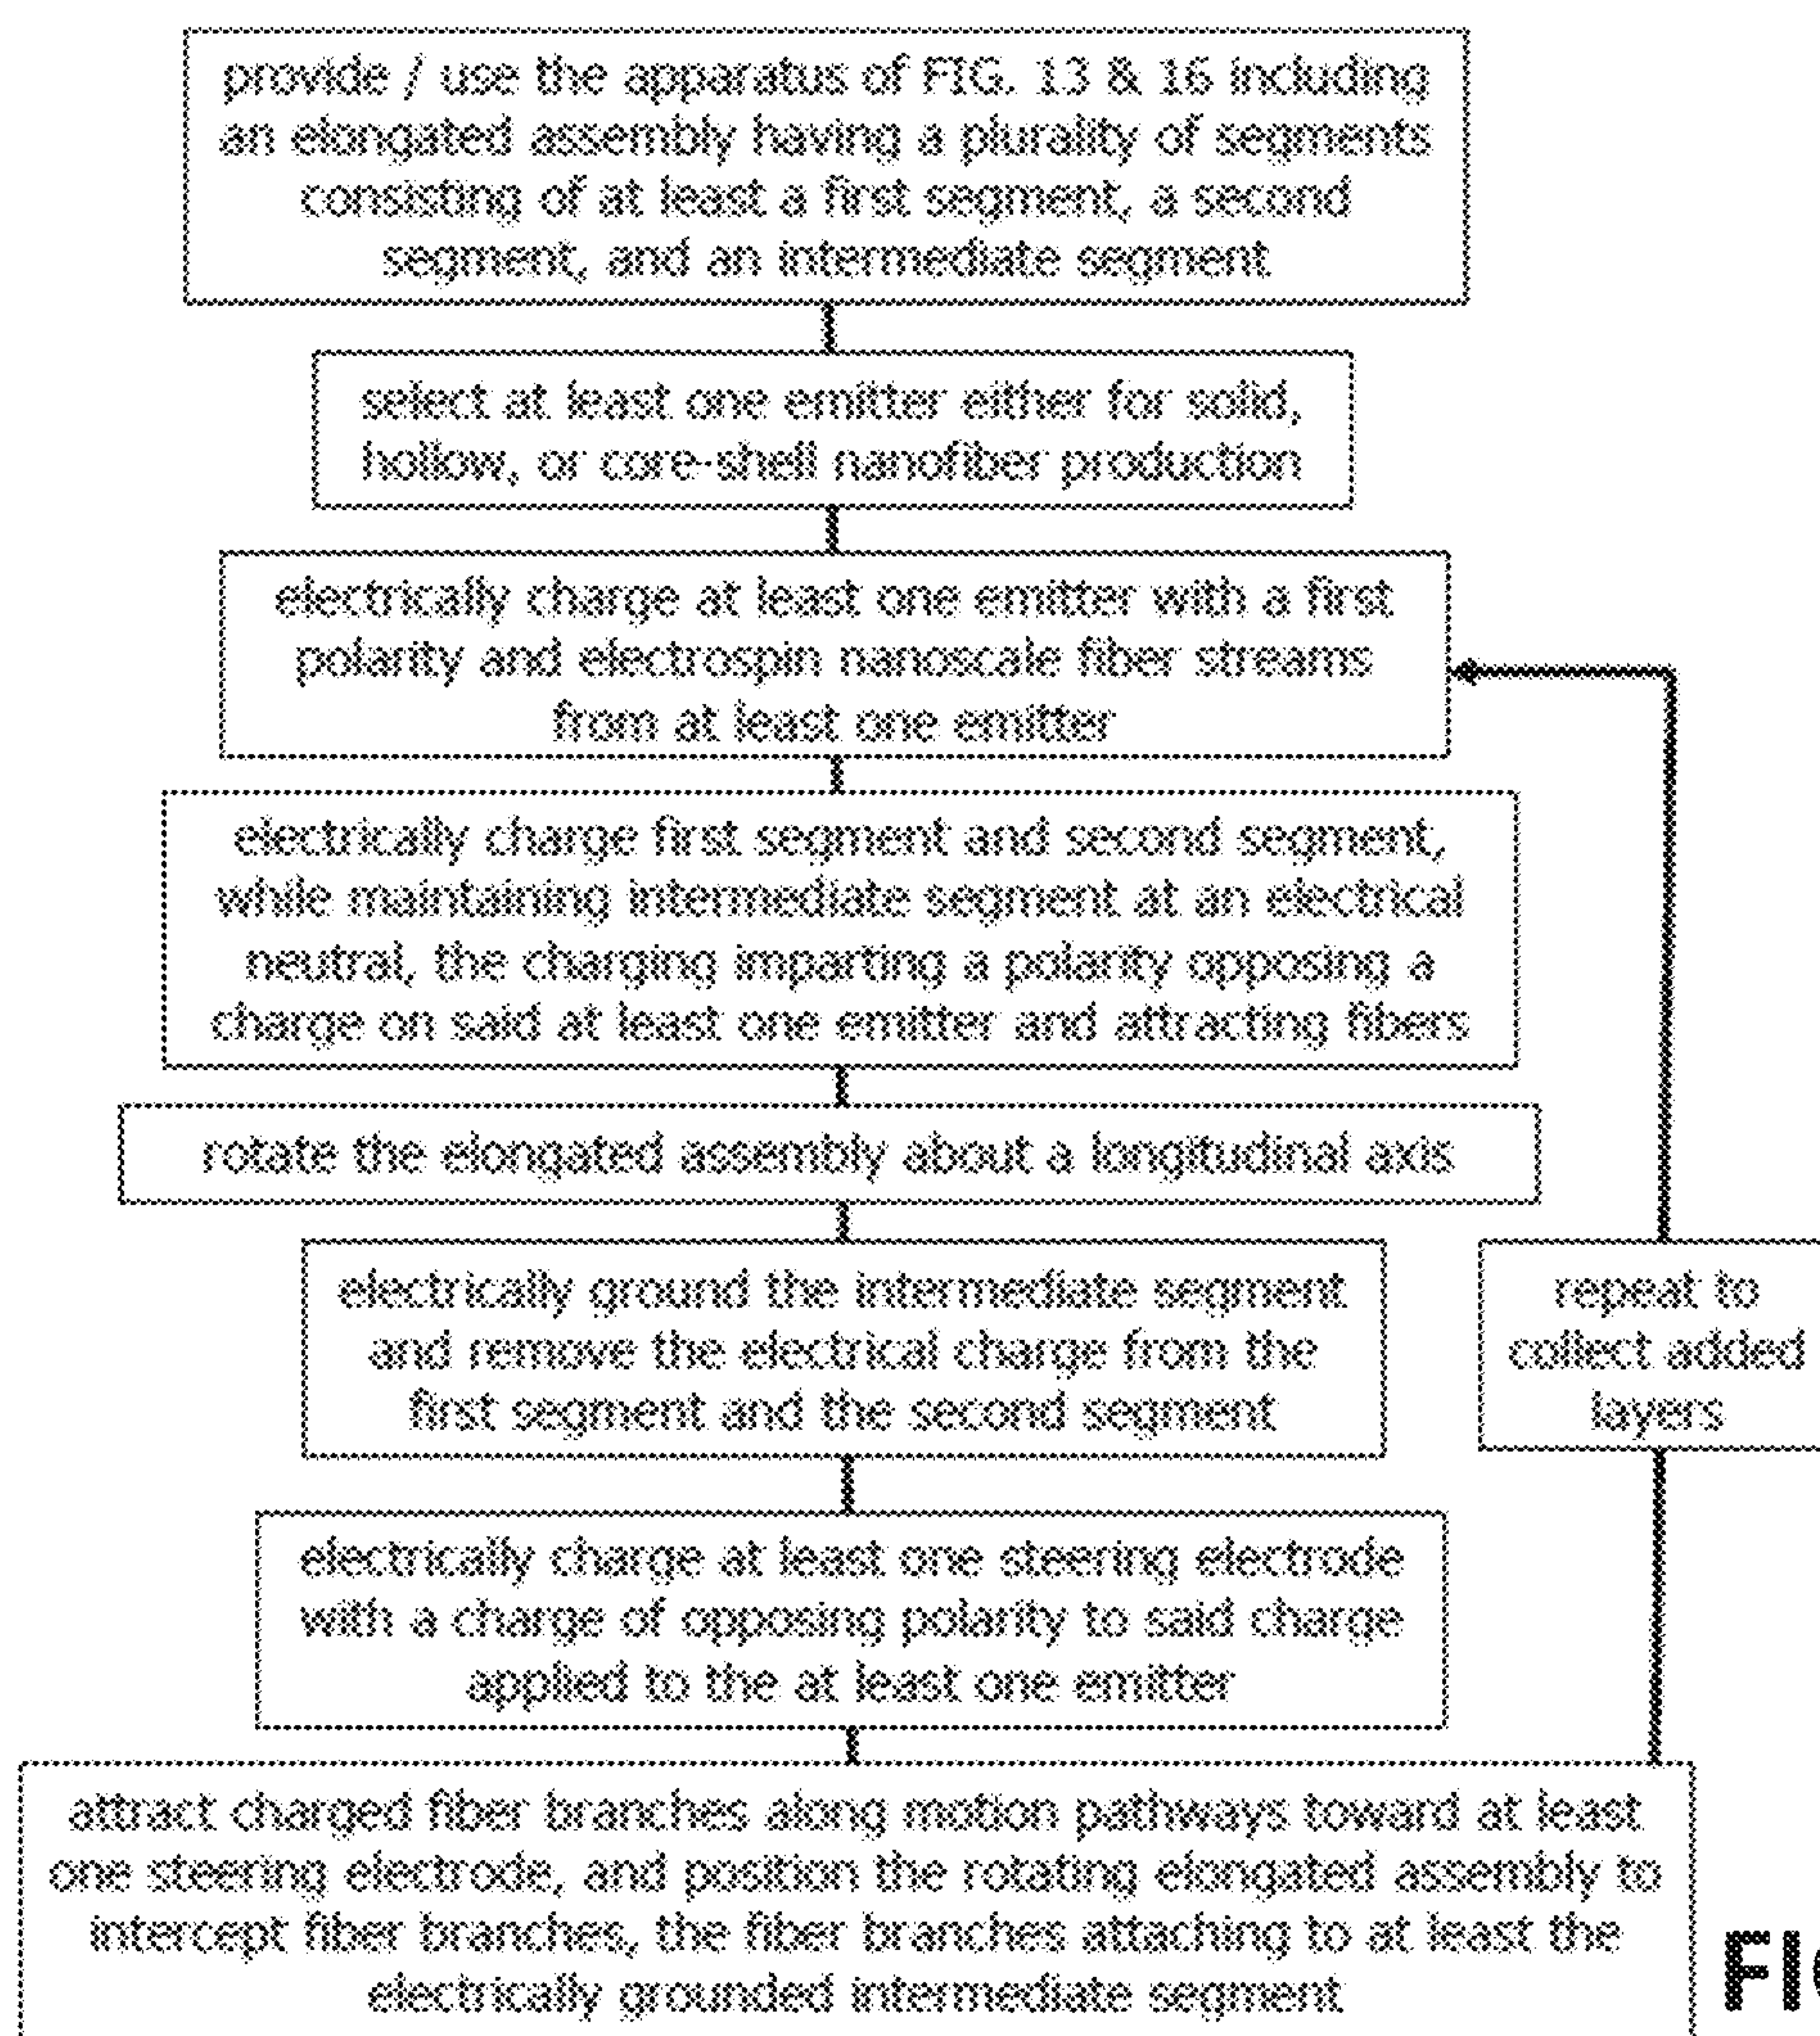 provide / use the apparatus of FIG. 13 & 16 including
an elongated assembly having a plurality of segments
consisting of at least a first segment, a second
segment, and an intermediate segment
select at least one emitter either for solid,
hollow, or core-shell nanofiber production
electrically charge at least one emitter with a first
polarity and electrospin nanoscale fiber streams
from at least one emitter
electrically charge first segment and second segment,
while maintaining intermediate segment at an electrical
neutral, the charging imparting a polarity opposing a
charge on said at least one emitter and attracting fibers
rotate the elongated assembly about a longitudinal axis
electrically ground the intermediate segment
and remove the electrical charge from the
first segment and the second segment
repeat to
collect added
layers
electrically charge at least one steering electrode
with a charge of opposing polarity to said charge
applied to the at least one emitter
attract charged fiber branches along motion pathways toward at least
one steering electrode, and position the rotating elongated assembly to
intercept fiber branches, the fiber branches attaching to at least the
electrically grounded intermediate segment